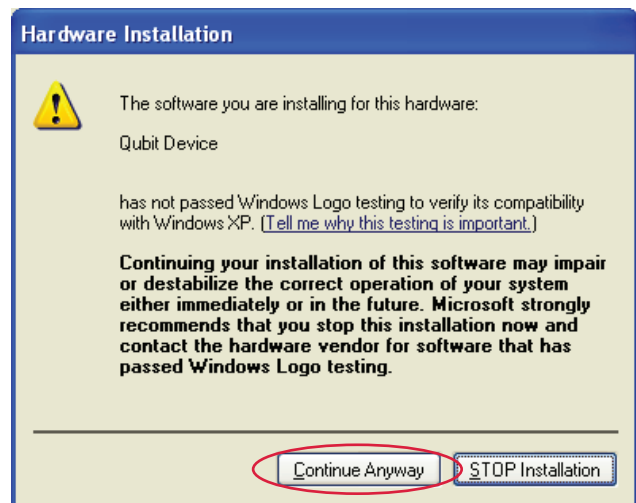 Hardware Installation
The software you are installing for this hardware:
Qubit Device
has not passed Windows Logo testing to verify its compatibility
with Windows XP. (Tell me why this testing is important.)
Continuing your installation of this software may impair
or destabilize the correct operation of your system
either immediately or in the future. Microsoft strongly
recommends that you stop this installation now and
contact the hardware vendor for software that has
passed Windows Logo testing.
Continue Anyway STOP Installation